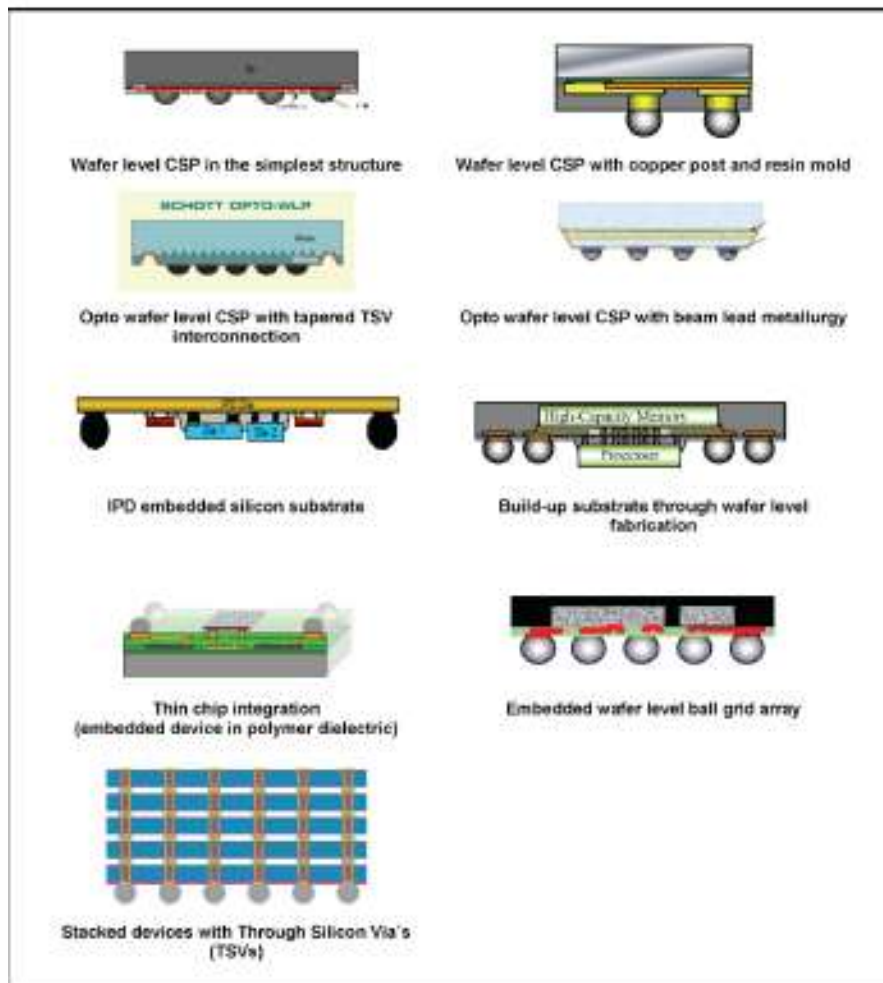 Wafer level CSP in the simplest structure
Wafer level CSP with copper post and resin mold
SCHOTT OPTO-WLP
Opto wafer level CSP with tapered TSV
interconnection
Opto wafer level CSP with beam lead metallurgy
IPD embedded silicon substrate
High-Capacity Memory
Processor
Build-up substrate through wafer level
fabrication
Thin chip integration
(embedded device in polymer dielectric)
Embedded wafer level ball grid array
Stacked devices with Through Silicon Via´s
(TSVs)